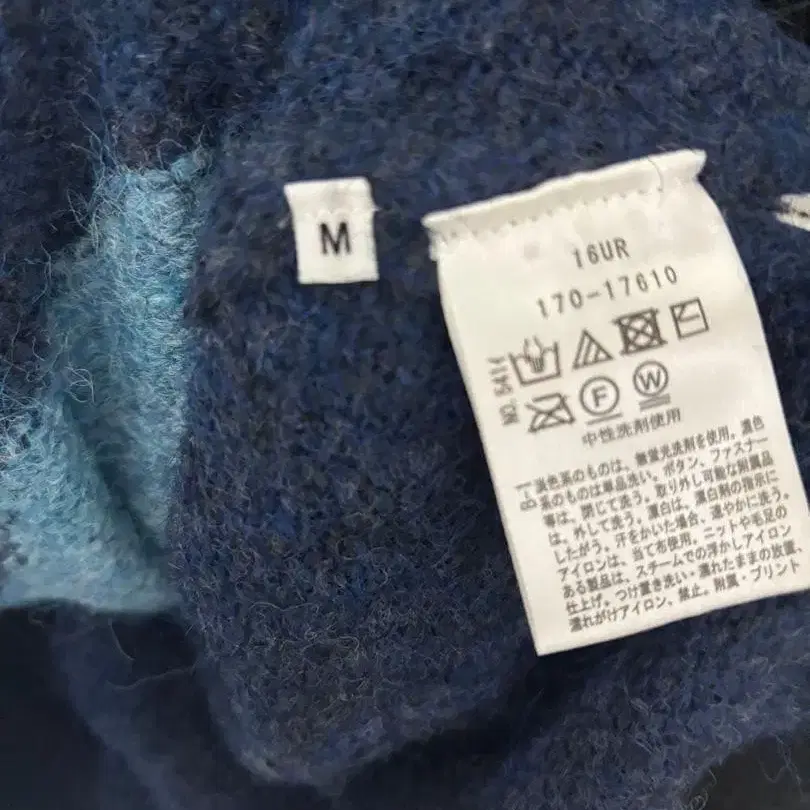 M
16UR
170-17610
NO. 5414
F
W
中性洗剤使用
B-1
淡色系のものは、無蛍光洗剤を使用。濃色
系のものは単品洗い。ボタン、ファスナー
等は、閉じて洗う。取り外し可能な附属品
は、外して洗う。漂白は、漂白剤の指示に
したがう。汗をかいた場合、速やかに洗う。
アイロンは、当て布使用。ニットや毛足の
ある製品は、スチームでの浮かしアイロン
仕上げ。つけ置き洗い・濡れたままの放置、
濡れがけアイロン、禁止。附属・プリント